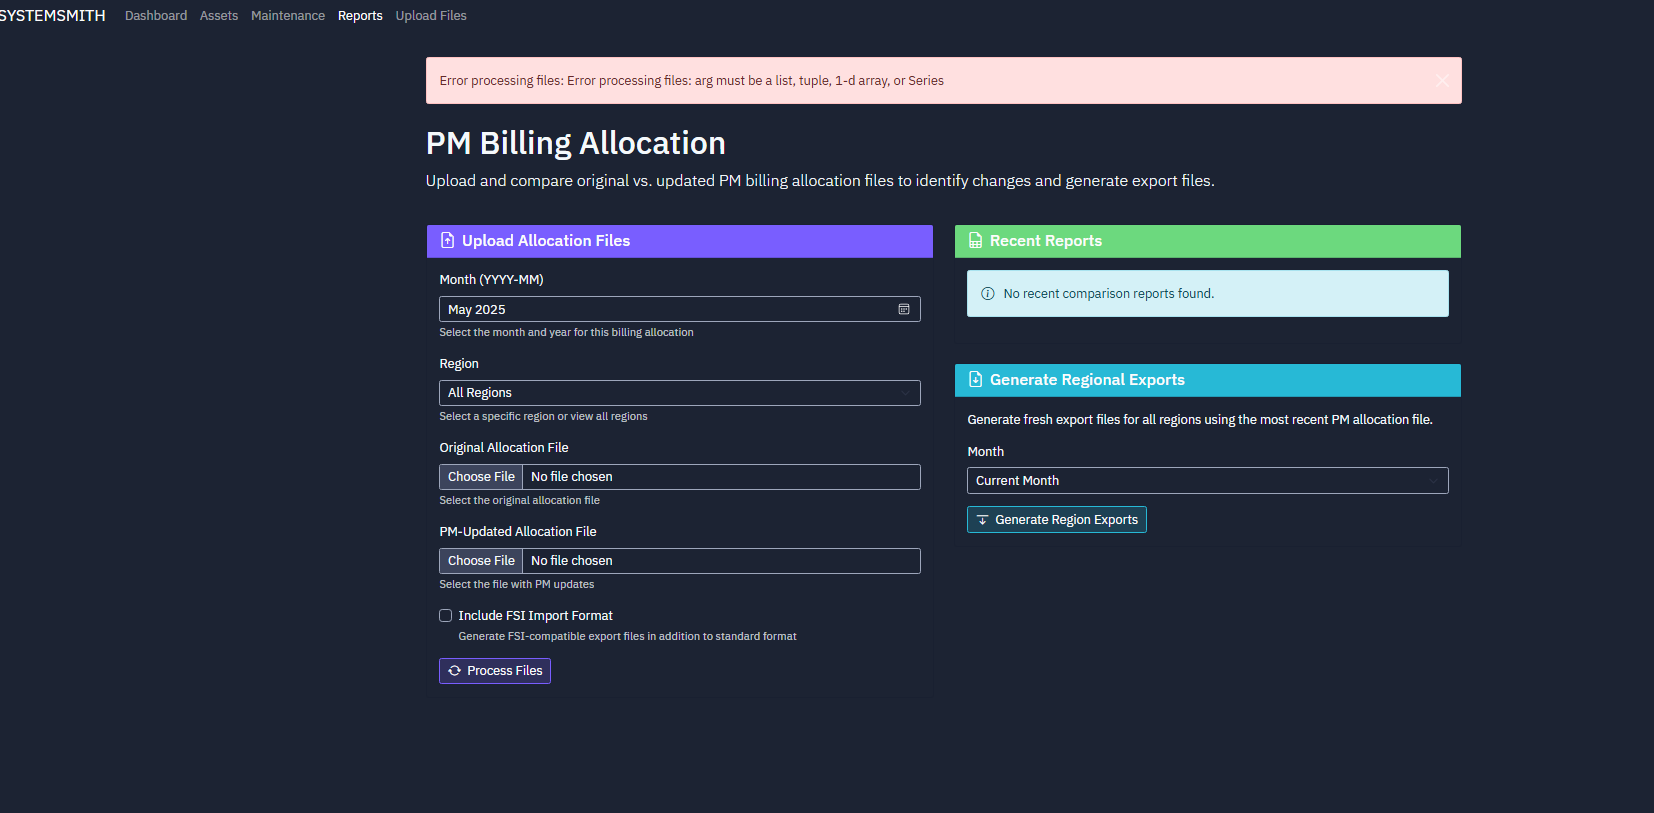 SYSTEMSMITH Dashboard Assets Maintenance Reports Upload Files
Error processing files: Error processing files: arg must be a list, tuple, 1-d array, or Series
PM Billing Allocation
Upload and compare original vs. updated PM billing allocation files to identify changes and generate export files.
Upload Allocation Files
Month (YYYY-MM)
May 2025
Select the month and year for this billing allocation
Region
All Regions
Select a specific region or view all regions
Original Allocation File
Choose File No file chosen
Select the original allocation file
PM-Updated Allocation File
Choose File No file chosen
Select the file with PM updates
Include FSI Import Format
Generate FSI-compatible export files in addition to standard format
Process Files
Recent Reports
No recent comparison reports found.
Generate Regional Exports
Generate fresh export files for all regions using the most recent PM allocation file.
Month
Current Month
Generate Region Exports